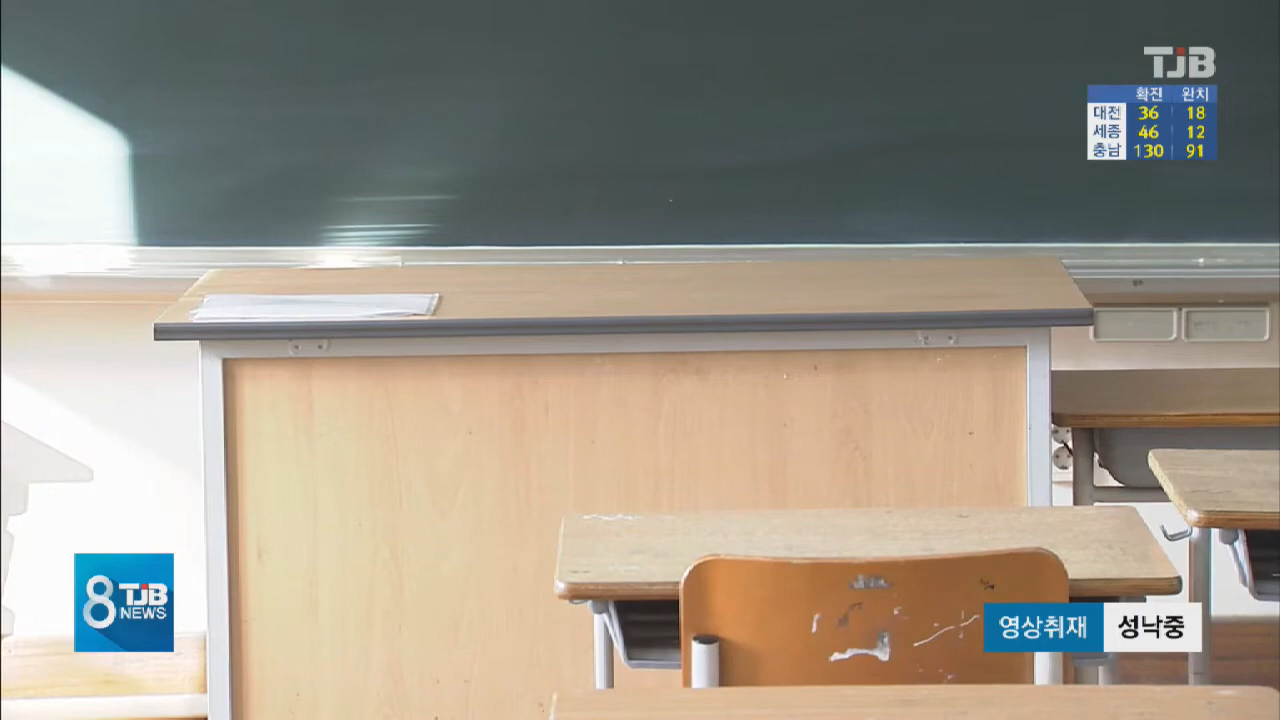 TJB
확진 완치
대전 36 18
세종 46 12
충남 130 91
8 TJB NEWS
영상취재 성낙중